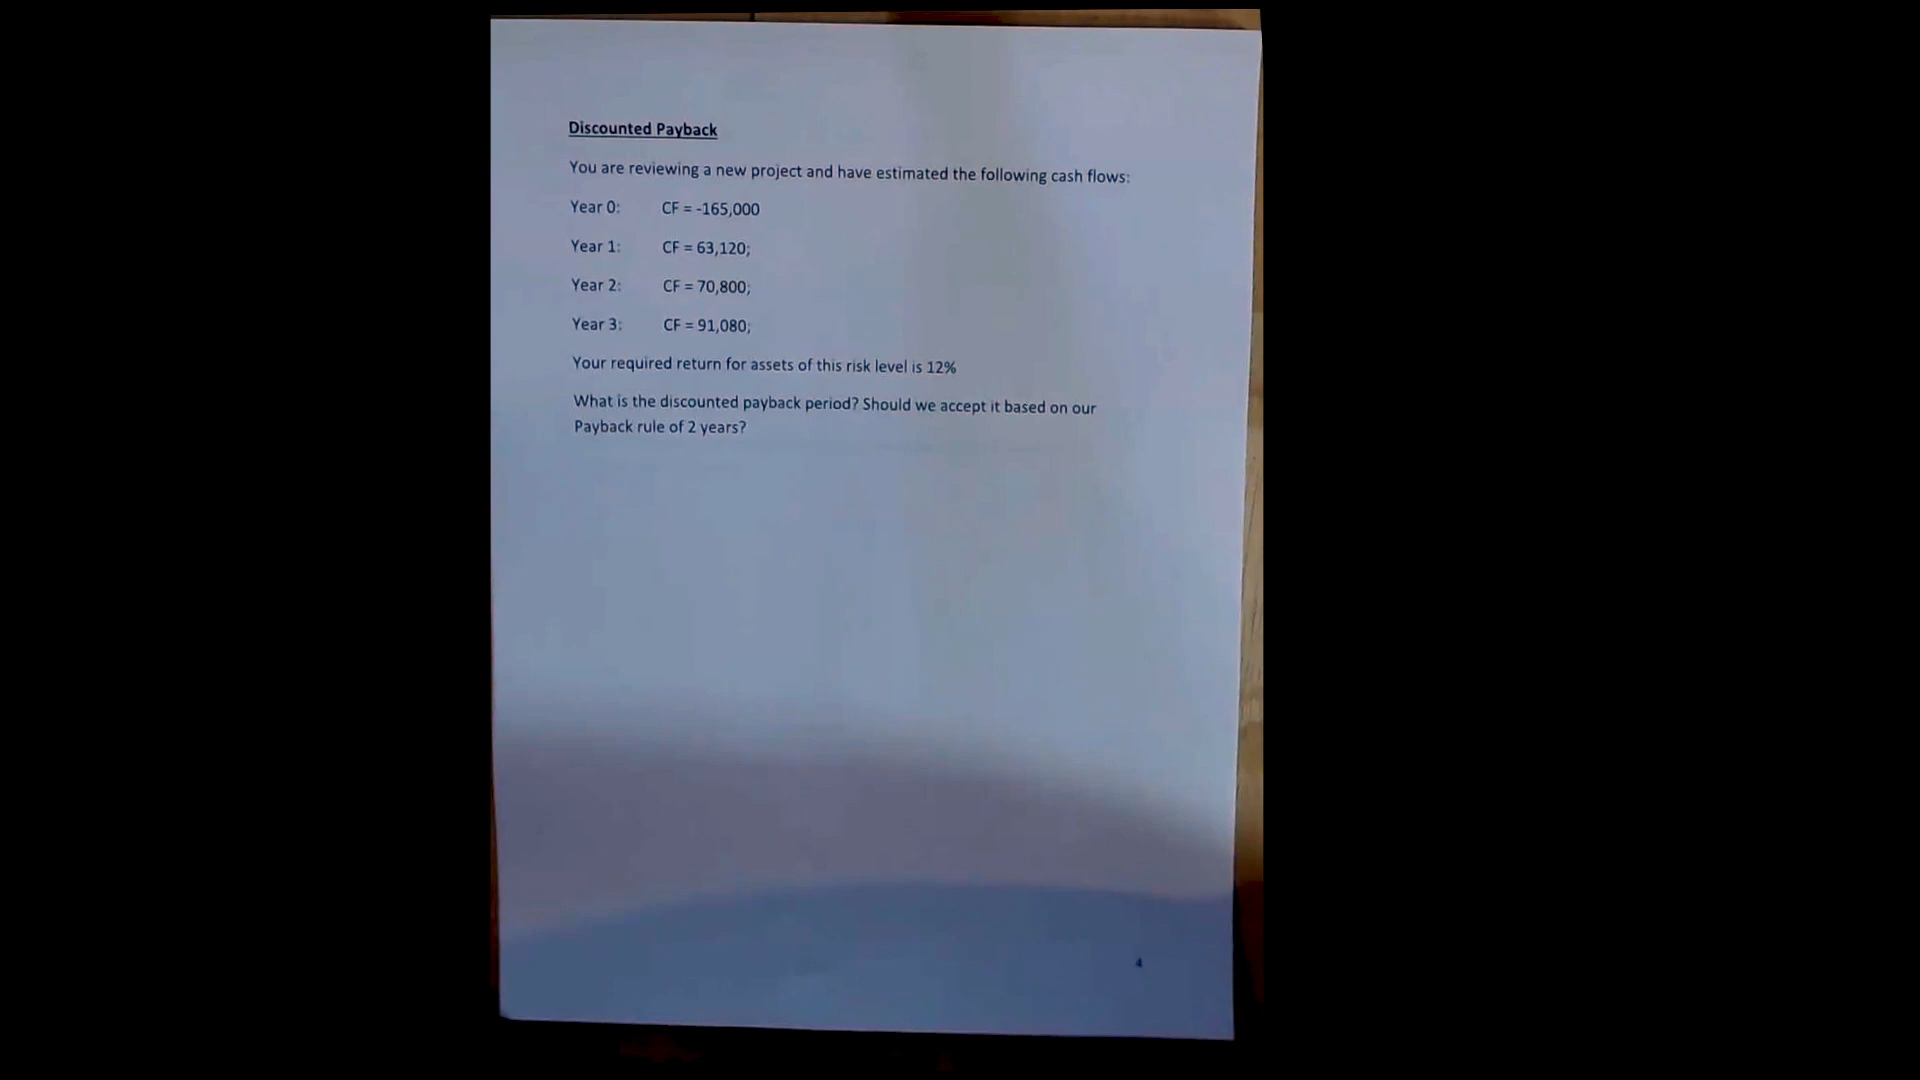 Discounted Payback
You are reviewing a new project and have estimated the following cash flows:
Year 0: CF = -165,000
Year 1: CF = 63,120;
Year 2: CF = 70,800;
Year 3: CF = 91,080;
Your required return for assets of this risk level is 12%
What is the discounted payback period? Should we accept it based on our
Payback rule of 2 years?
4